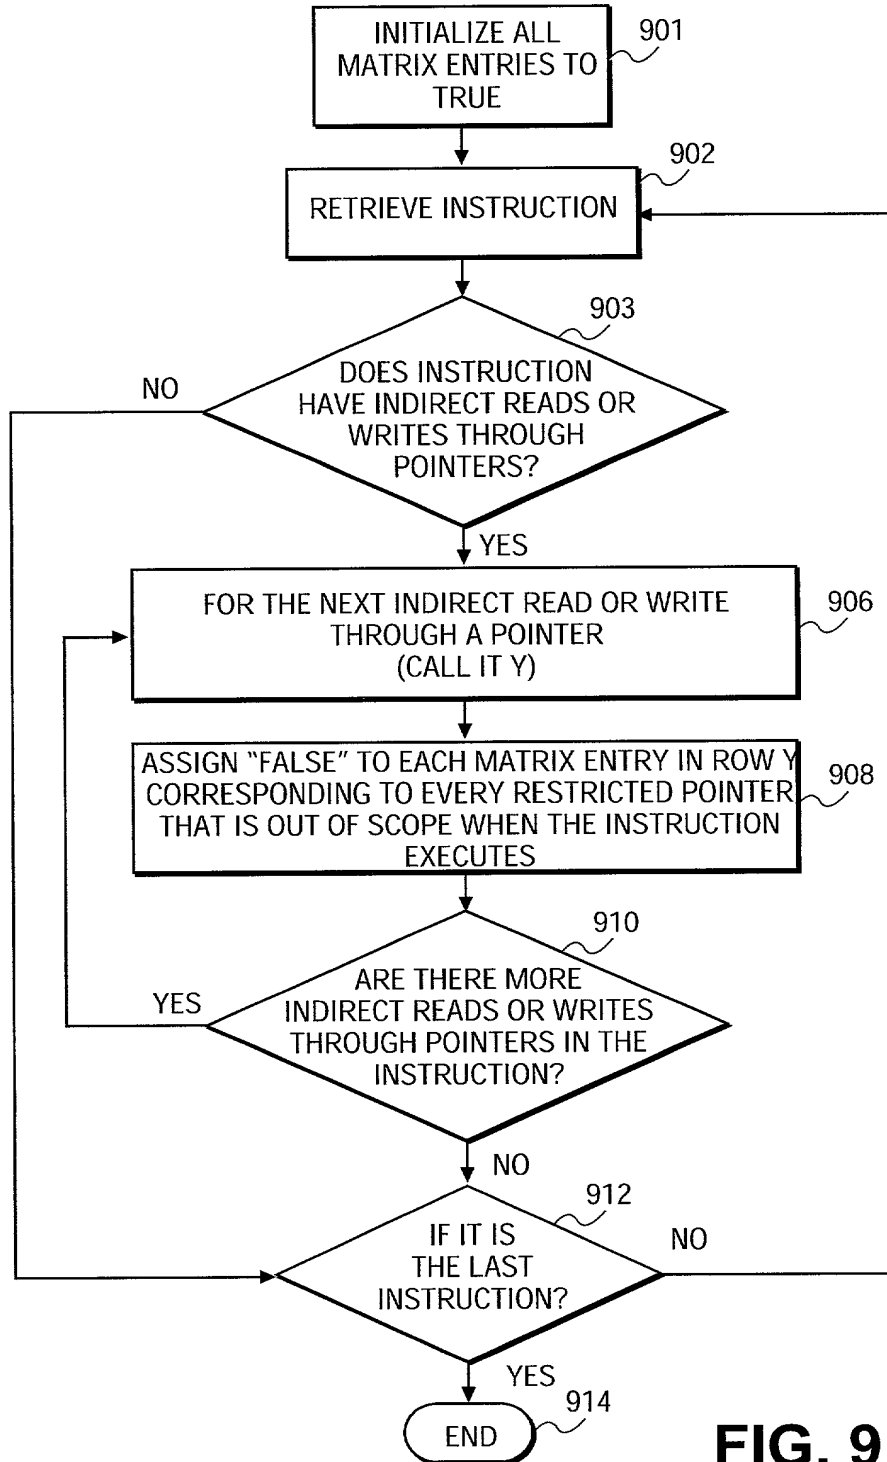 INITIALIZE ALL
MATRIX ENTRIES TO
TRUE
901
902
RETRIEVE INSTRUCTION
903
DOES INSTRUCTION
HAVE INDIRECT READS OR
WRITES THROUGH
POINTERS?
NO
YES
FOR THE NEXT INDIRECT READ OR WRITE
THROUGH A POINTER
(CALL IT Y)
906
ASSIGN "FALSE" TO EACH MATRIX ENTRY IN ROW Y
CORRESPONDING TO EVERY RESTRICTED POINTER
THAT IS OUT OF SCOPE WHEN THE INSTRUCTION
EXECUTES
908
910
ARE THERE MORE
INDIRECT READS OR WRITES
THROUGH POINTERS IN THE
INSTRUCTION?
YES
NO
912
IF IT IS
THE LAST
INSTRUCTION?
NO
YES
914
END
FIG. 9